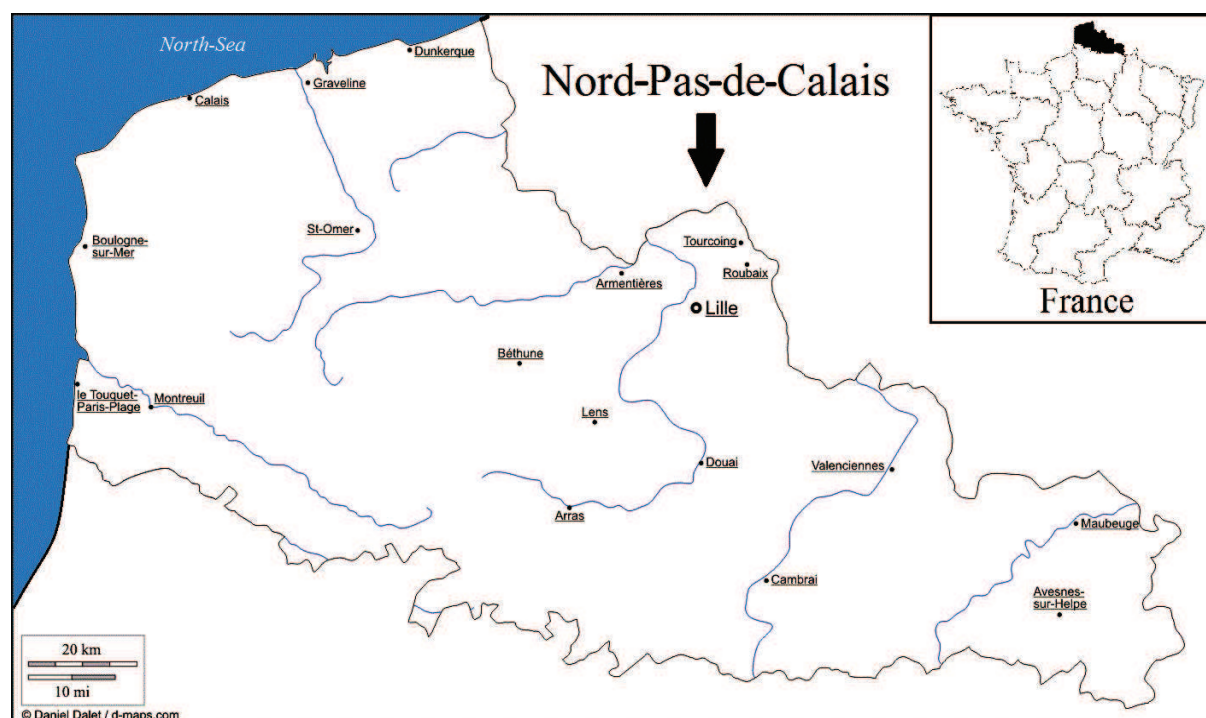 North-Sea
Dunkerque
Graveline
Calais
Nord-Pas-de-Calais
France
St-Omer
Boulogne-
sur-Mer
Tourcoing
Roubaix
Armentières
Lille
Béthune
le Touquet-
Paris-Plage
Montreuil
Lens
Douai
Valenciennes
Arras
Maubeuge
Cambrai
Avesnes-
sur-Helpe
20 km
10 mi
© Daniel Dalet / d-maps.com